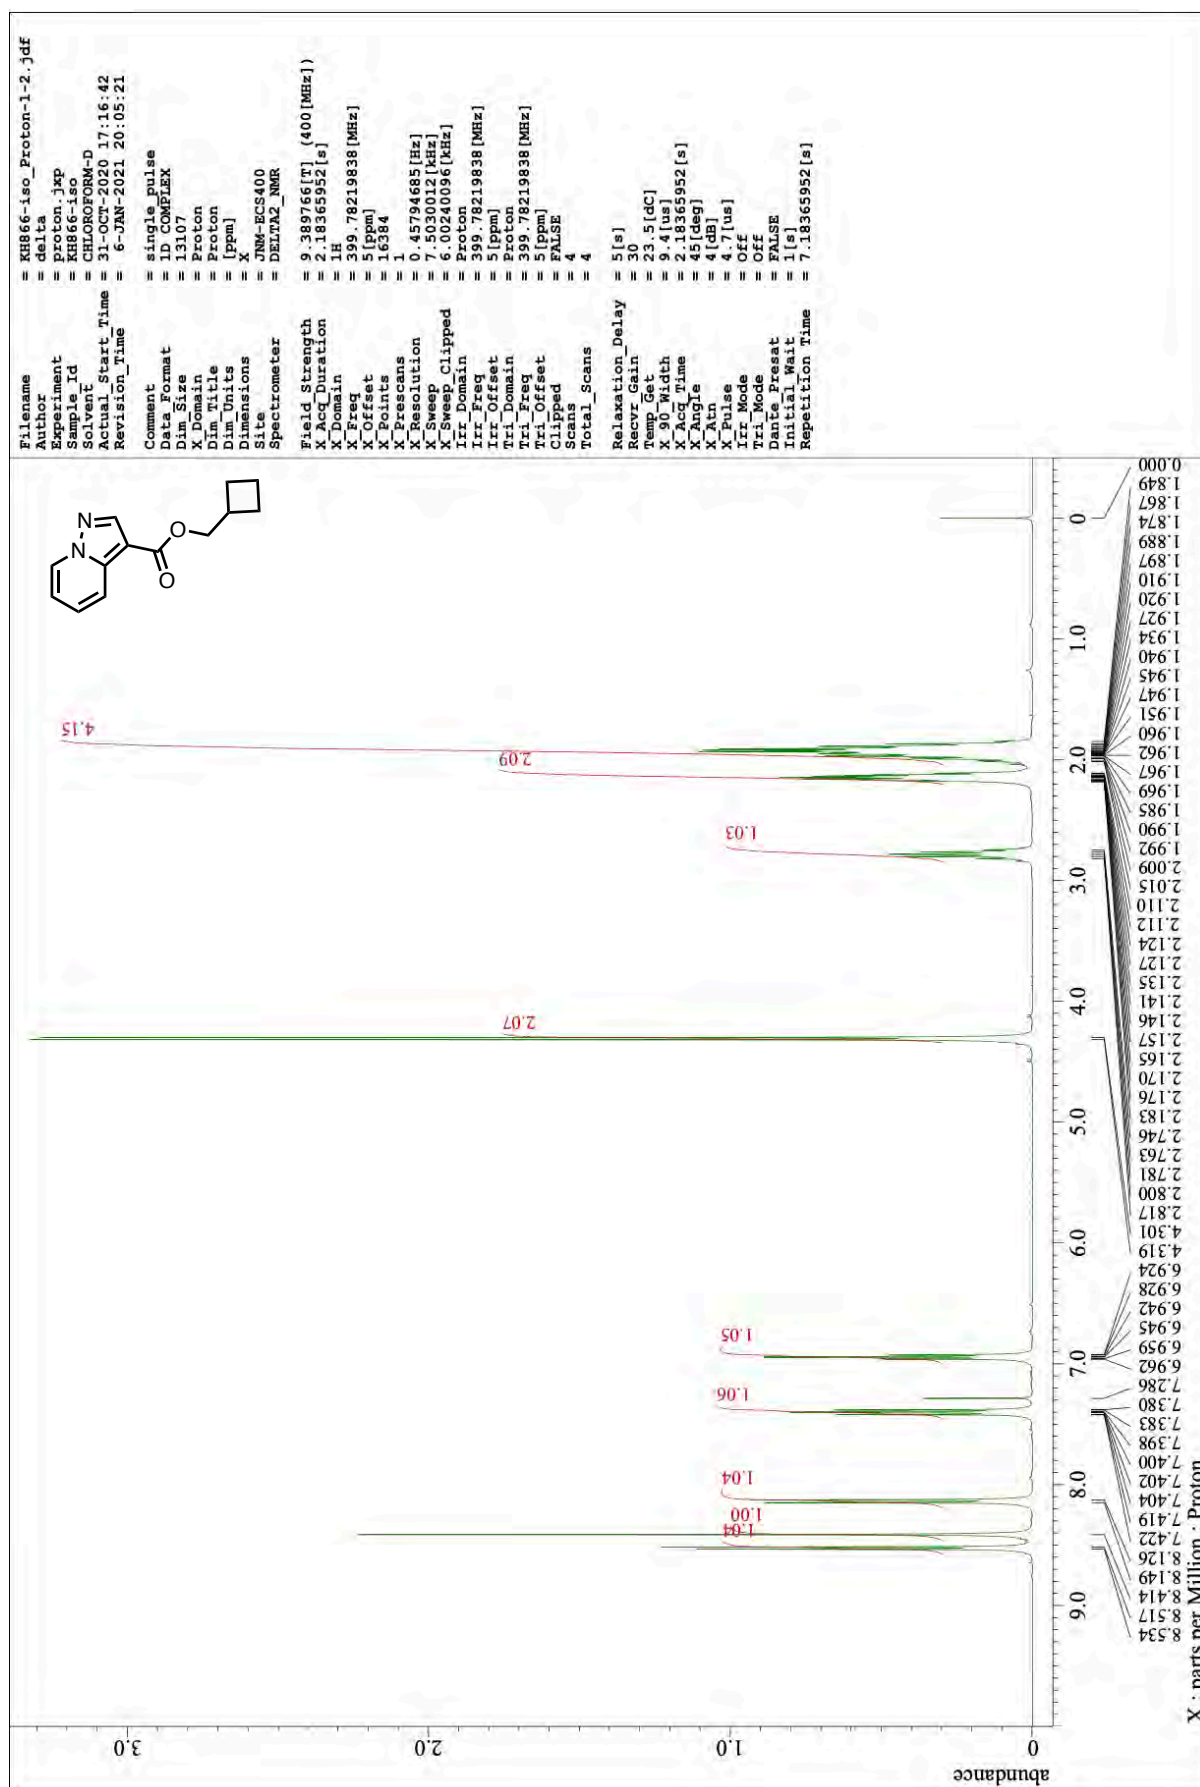 Filename = KH866-iso_Proton-1-2.jdf
Author = delta
Experiment = proton.jxp
Sample_Id = KH866-iso
Solvent = CHLOROFORM-D
Actual_Start_Time = 31-OCT-2020 17:16:42
Revision_Time = 6-JAN-2021 20:05:21
Comment = single_pulse
Data_Format = 1D COMPLEX
Dim_Size = 13107
X_Domain = Proton
Dim_Title = Proton
Dim_Units = [ppm]
Dimensions = X
Site = JNM-ECS400
Spectrometer = DELTA2_NMR
Field_Strength = 9.389766[T] (400[MHz])
X_Acq_Duration = 2.18365952[s]
X_Domain = 1H
X_Freq = 399.78219838[MHz]
X_Offset = 5[ppm]
X_Points = 16384
X_Prescans = 1
X_Resolution = 0.45794685[Hz]
X_Sweep = 7.5030012[kHz]
X_Sweep_Clipped = 6.00240096[kHz]
Irr_Domain = Proton
Irr_Freq = 399.78219838[MHz]
Irr_Offset = 5[ppm]
Tri_Domain = Proton
Tri_Freq = 399.78219838[MHz]
Tri_Offset = 5[ppm]
Clipped = FALSE
Scans = 4
Total_Scans = 4
Relaxation_Delay = 5[s]
Recvr_Gain = 30
Temp_Get = 23.5[dC]
X_90_Width = 9.4[us]
X_Acq_Time = 2.18365952[s]
X_Angle = 45[deg]
X_Atn = 4[dB]
X_Pulse = 4.7[us]
Irr_Mode = Off
Tri_Mode = Off
Dante_Presat = FALSE
Initial_Wait = 1[s]
Repetition_Time = 7.18365952[s]
N
N
O
O
4.15
2.09
1.03
2.07
1.05
1.06
1.04
1.00
1.04
0
1.0
2.0
3.0
4.0
5.0
6.0
7.0
8.0
9.0
0.000
1.849
1.867
1.874
1.889
1.897
1.910
1.920
1.927
1.934
1.940
1.945
1.947
1.951
1.960
1.962
1.967
1.969
1.985
1.990
1.992
2.009
2.015
2.110
2.112
2.124
2.127
2.135
2.141
2.146
2.157
2.165
2.170
2.176
2.183
2.746
2.763
2.781
2.800
2.817
4.301
4.319
6.924
6.928
6.942
6.945
6.959
6.962
7.286
7.380
7.383
7.398
7.400
7.402
7.404
7.419
7.422
8.126
8.149
8.414
8.517
8.534
X : parts per Million : Proton
3.0
2.0
1.0
0
abundance